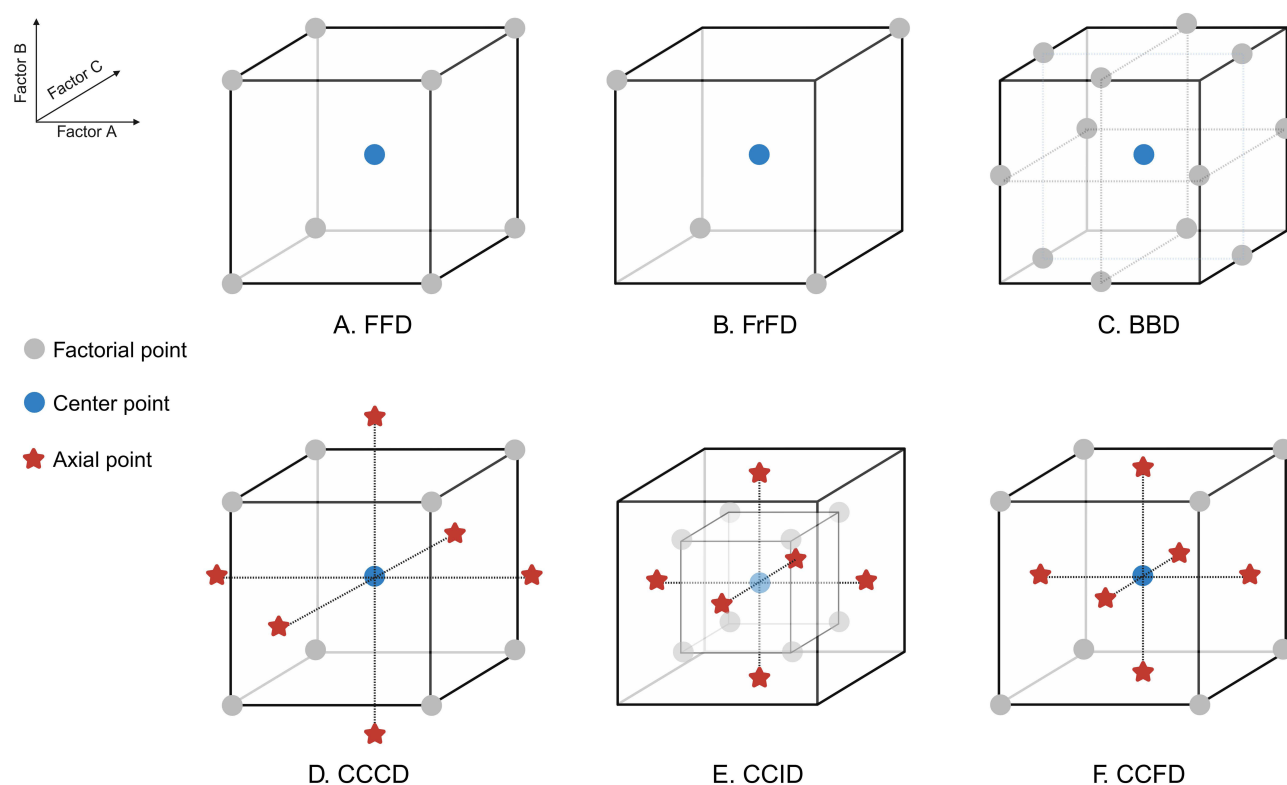 Factor B
Factor C
Factor A
A. FFD
B. FrFD
C. BBD
Factorial point
Center point
Axial point
D. CCCD
E. CCID
F. CCFD